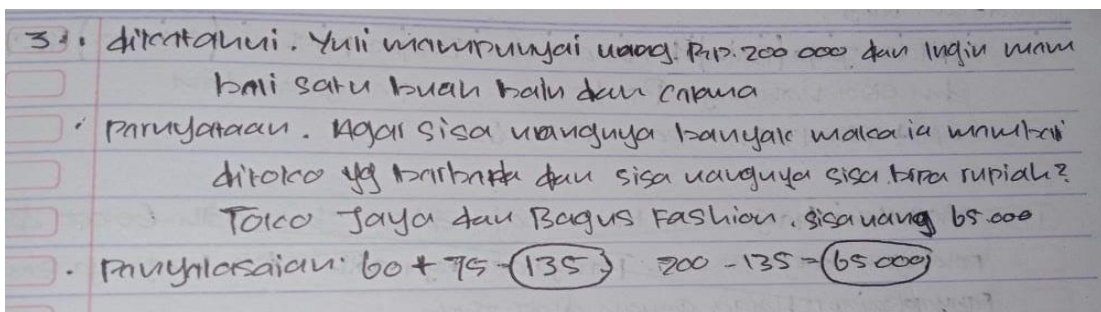 3. diketahui. Yuli mempunyai uang. Rp. 200 000 dan Ingin mem
beli satu buah baju dan celana
Pernyataan. Agar sisa uangnya banyak maka ia membeli
ditoko yg berbeda dan sisa uangnya sisa brpa rupiah?
Toko Jaya dan Bagus Fashion. sisa uang 65.000
Penyelesaian: 60 + 75 = 135 200 - 135 = 65 000